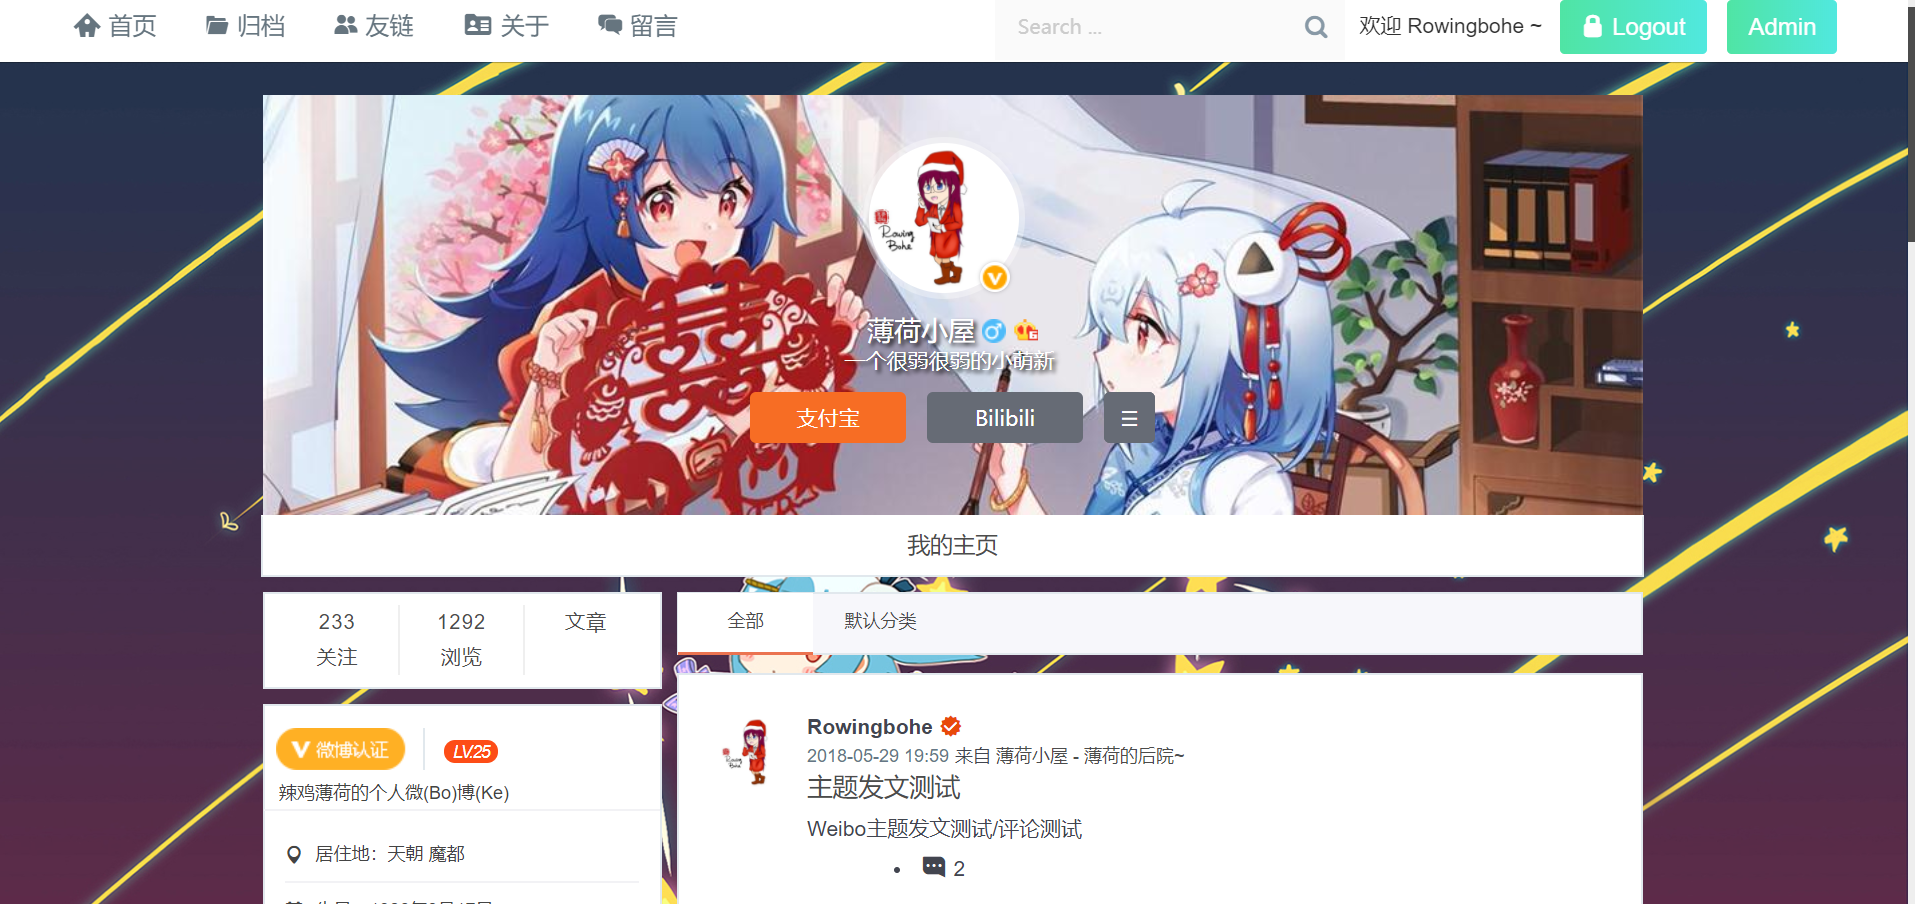 首页 归档 友链 关于 留言 Search ... 欢迎 Rowingbohe ~ Logout Admin
Rowing
Bohe
薄荷小屋
一个很弱很弱的小萌新
支付宝 Bilibili
我的主页
233 1292 文章
关注 浏览
全部 默认分类
V 微博认证 LV.25
辣鸡薄荷的个人微(Bo)博(Ke)
居住地：天朝 魔都
Rowingbohe
2018-05-29 19:59 来自 薄荷小屋 - 薄荷的后院~
主题发文测试
Weibo主题发文测试/评论测试
2